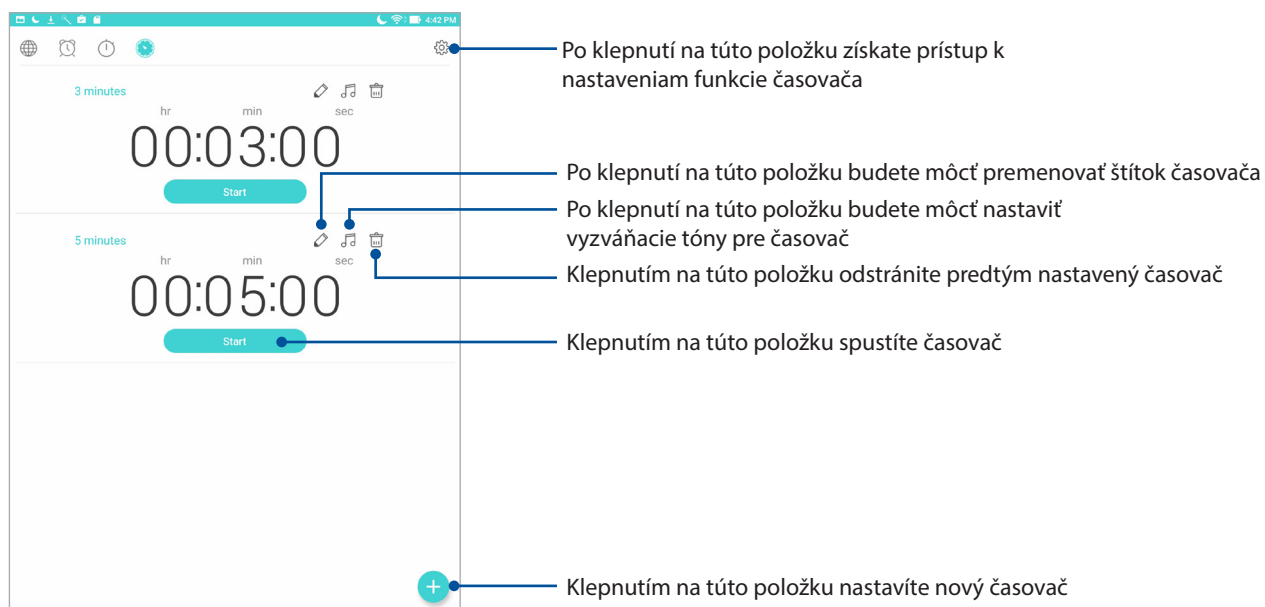 4:42 PM
Po klepnutí na túto položku získate prístup k
nastaveniam funkcie časovača
3 minutes
hr min sec
00:03:00
Start
Po klepnutí na túto položku budete môcť premenovať štítok časovača
Po klepnutí na túto položku budete môcť nastaviť
vyzváňacie tóny pre časovač
5 minutes
hr min sec
Klepnutím na túto položku odstránite predtým nastavený časovač
00:05:00
Start
Klepnutím na túto položku spustíte časovač
Klepnutím na túto položku nastavíte nový časovač